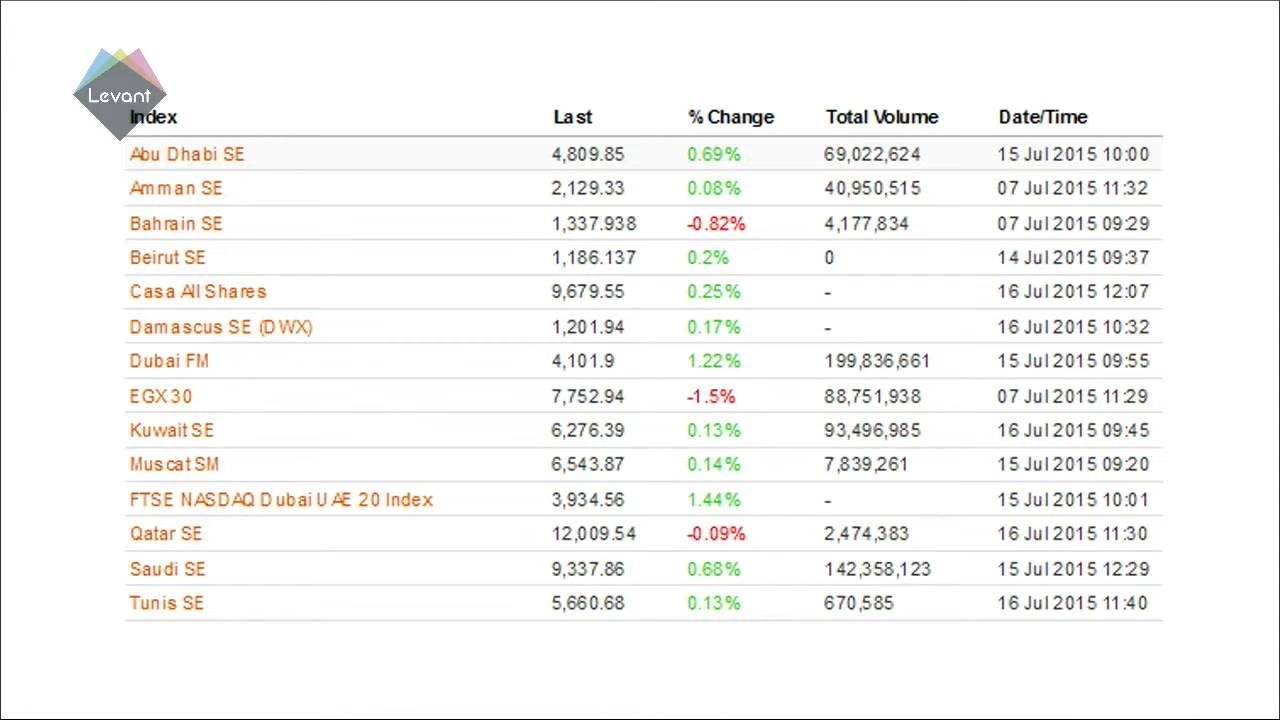 Levant
Index Last % Change Total Volume Date/Time
Abu Dhabi SE 4,809.85 0.69% 69,022,624 15 Jul 2015 10:00
Amman SE 2,129.33 0.08% 40,950,515 07 Jul 2015 11:32
Bahrain SE 1,337.938 -0.82% 4,177,834 07 Jul 2015 09:29
Beirut SE 1,186.137 0.2% 0 14 Jul 2015 09:37
Casa All Shares 9,679.55 0.25% - 16 Jul 2015 12:07
Damascus SE (DWX) 1,201.94 0.17% - 16 Jul 2015 10:32
Dubai FM 4,101.9 1.22% 199,836,661 15 Jul 2015 09:55
EGX 30 7,752.94 -1.5% 88,751,938 07 Jul 2015 11:29
Kuwait SE 6,276.39 0.13% 93,496,985 16 Jul 2015 09:45
Muscat SM 6,543.87 0.14% 7,839,261 15 Jul 2015 09:20
FTSE NASDAQ Dubai UAE 20 Index 3,934.56 1.44% - 15 Jul 2015 10:01
Qatar SE 12,009.54 -0.09% 2,474,383 16 Jul 2015 11:30
Saudi SE 9,337.86 0.68% 142,358,123 15 Jul 2015 12:29
Tunis SE 5,660.68 0.13% 670,585 16 Jul 2015 11:40